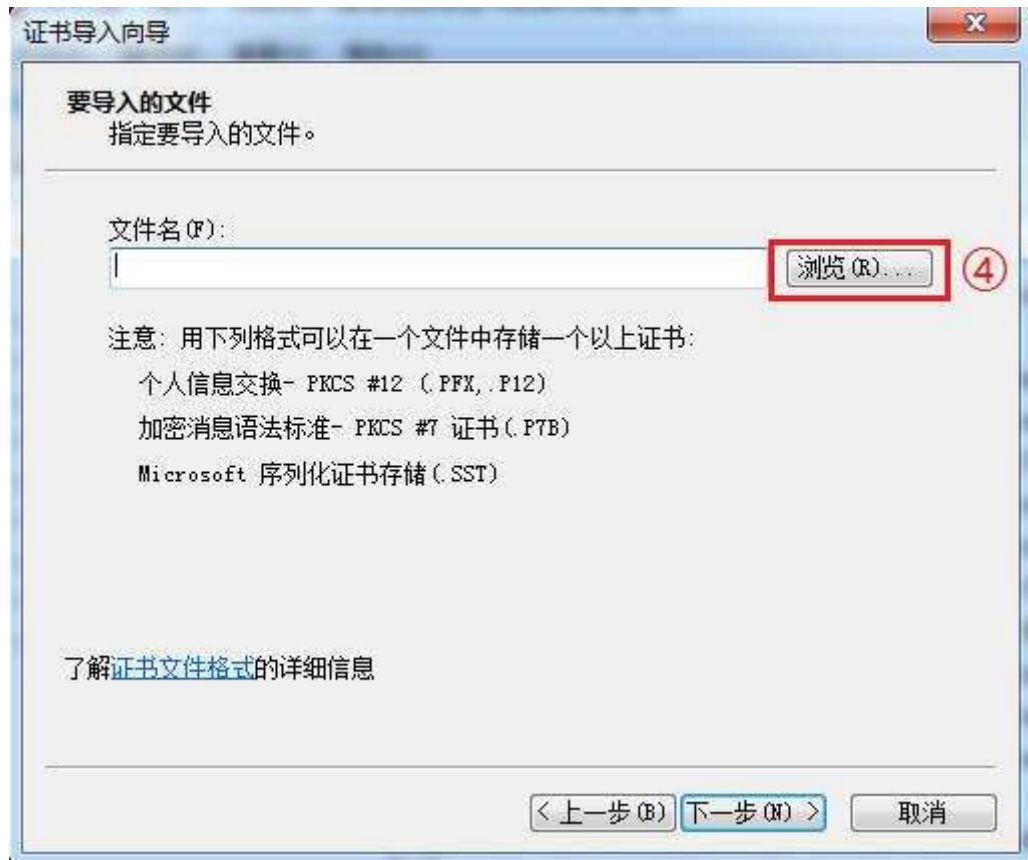 证书导入向导
要导入的文件
指定要导入的文件。
文件名(F):
浏览(R)...
④
注意: 用下列格式可以在一个文件中存储一个以上证书:
个人信息交换- PKCS #12 (.PFX,.P12)
加密消息语法标准- PKCS #7 证书(.P7B)
Microsoft 序列化证书存储(.SST)
了解证书文件格式的详细信息
< 上一步(B) 下一步(N) > 取消